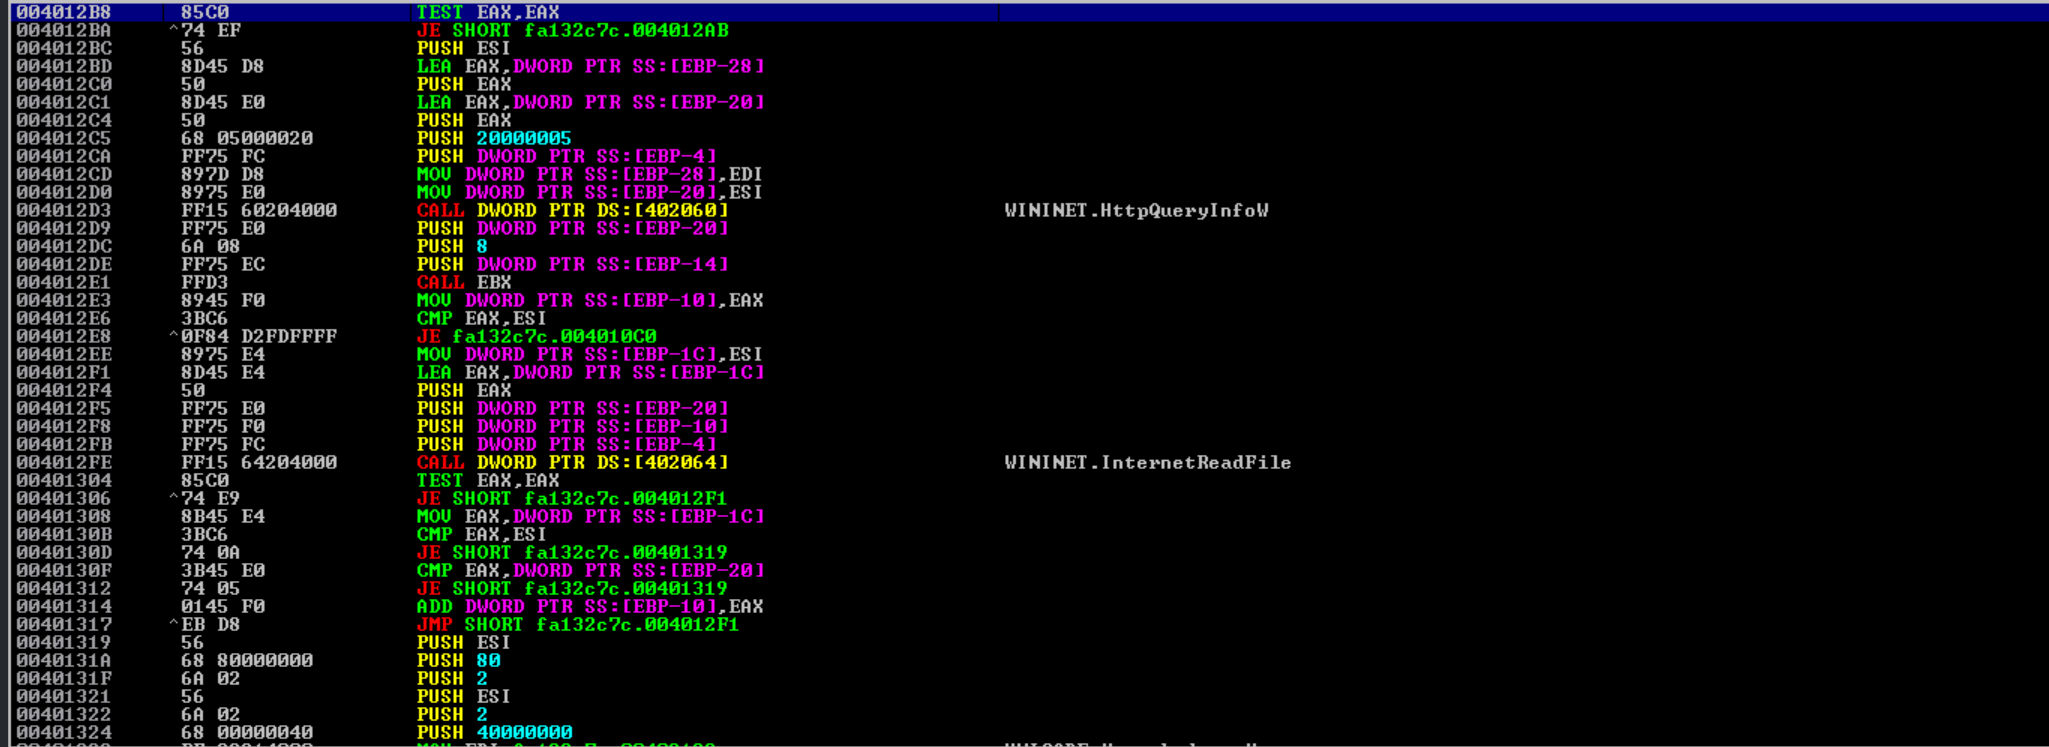 004012B8 85C0 TEST EAX,EAX
004012BA ^74 EF JE SHORT fa132c7c.004012AB
004012BC 56 PUSH ESI
004012BD 8D45 D8 LEA EAX,DWORD PTR SS:[EBP-28]
004012C0 50 PUSH EAX
004012C1 8D45 E0 LEA EAX,DWORD PTR SS:[EBP-20]
004012C4 50 PUSH EAX
004012C5 68 05000020 PUSH 20000005
004012CA FF75 FC PUSH DWORD PTR SS:[EBP-4]
004012CD 897D D8 MOV DWORD PTR SS:[EBP-28],EDI
004012D0 8975 E0 MOV DWORD PTR SS:[EBP-20],ESI
004012D3 FF15 60204000 CALL DWORD PTR DS:[402060] WININET.HttpQueryInfoW
004012D9 FF75 E0 PUSH DWORD PTR SS:[EBP-20]
004012DC 6A 08 PUSH 8
004012DE FF75 EC PUSH DWORD PTR SS:[EBP-14]
004012E1 FFD3 CALL EBX
004012E3 8945 F0 MOV DWORD PTR SS:[EBP-10],EAX
004012E6 3BC6 CMP EAX,ESI
004012E8 ^0F84 D2FDFFFF JE fa132c7c.004010C0
004012EE 8975 E4 MOV DWORD PTR SS:[EBP-1C],ESI
004012F1 8D45 E4 LEA EAX,DWORD PTR SS:[EBP-1C]
004012F4 50 PUSH EAX
004012F5 FF75 E0 PUSH DWORD PTR SS:[EBP-20]
004012F8 FF75 F0 PUSH DWORD PTR SS:[EBP-10]
004012FB FF75 FC PUSH DWORD PTR SS:[EBP-4]
004012FE FF15 64204000 CALL DWORD PTR DS:[402064] WININET.InternetReadFile
00401304 85C0 TEST EAX,EAX
00401306 ^74 E9 JE SHORT fa132c7c.004012F1
00401308 8B45 E4 MOV EAX,DWORD PTR SS:[EBP-1C]
0040130B 3BC6 CMP EAX,ESI
0040130D 74 0A JE SHORT fa132c7c.00401319
0040130F 3B45 E0 CMP EAX,DWORD PTR SS:[EBP-20]
00401312 74 05 JE SHORT fa132c7c.00401319
00401314 0145 F0 ADD DWORD PTR SS:[EBP-10],EAX
00401317 ^EB D8 JMP SHORT fa132c7c.004012F1
00401319 56 PUSH ESI
0040131A 68 80000000 PUSH 80
0040131F 6A 02 PUSH 2
00401321 56 PUSH ESI
00401322 6A 02 PUSH 2
00401324 68 00000040 PUSH 40000000